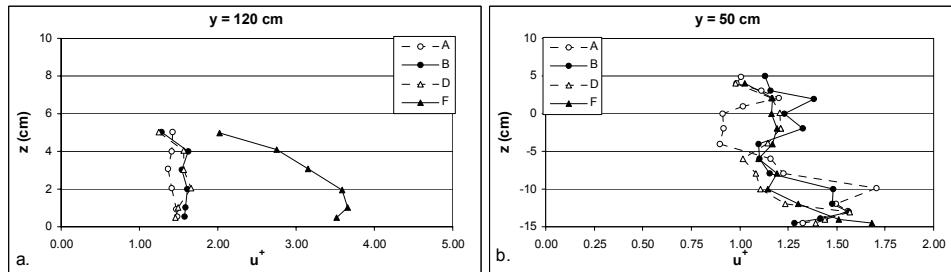 y = 120 cm
10
8
6
4
2
0
z (cm)
A
B
D
F
0.00 1.00 2.00 3.00 4.00 5.00
u+
a.
y = 50 cm
10
5
0
-5
-10
-15
z (cm)
A
B
D
F
0.00 0.25 0.50 0.75 1.00 1.25 1.50 1.75 2.00
u+
b.